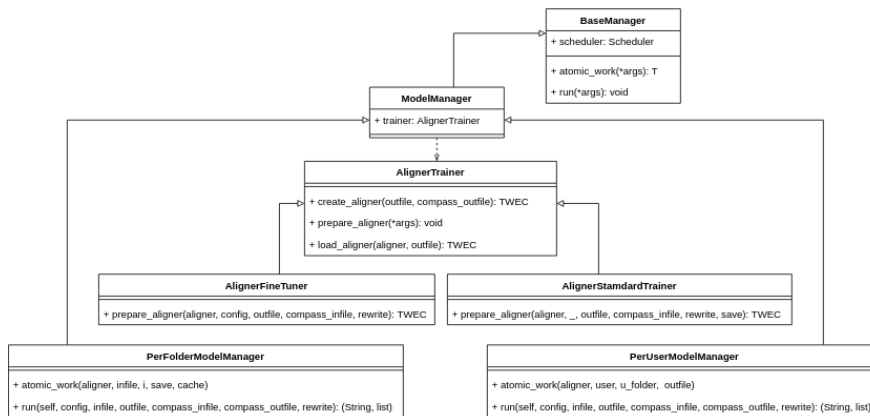 BaseManager
+ scheduler: Scheduler
+ atomic_work(*args): T
+ run(*args): void
ModelManager
+ trainer: AlignerTrainer
AlignerTrainer
+ create_aligner(outfile, compass_outfile): TWEC
+ prepare_aligner(*args): void
+ load_aligner(aligner, outfile): TWEC
AlignerFineTuner
+ prepare_aligner(aligner, config, outfile, compass_infile, rewrite): TWEC
AlignerStamdardTrainer
+ prepare_aligner(aligner, _, outfile, compass_infile, rewrite, save): TWEC
PerFolderModelManager
+ atomic_work(aligner, infile, i, save, cache)
+ run(self, config, infile, outfile, compass_infile, compass_outfile, rewrite): (String, list)
PerUserModelManager
+ atomic_work(aligner, user, u_folder, outfile)
+ run(self, config, infile, outfile, compass_infile, compass_outfile, rewrite): (String, list)